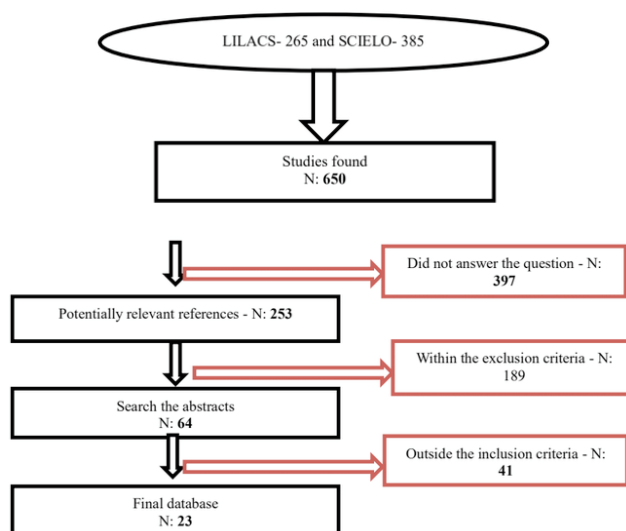 LILACS- 265 and SCIELO- 385
Studies found
N: 650
Did not answer the question - N:
397
Potentially relevant references - N: 253
Within the exclusion criteria - N:
189
Search the abstracts
N: 64
Outside the inclusion criteria - N:
41
Final database
N: 23